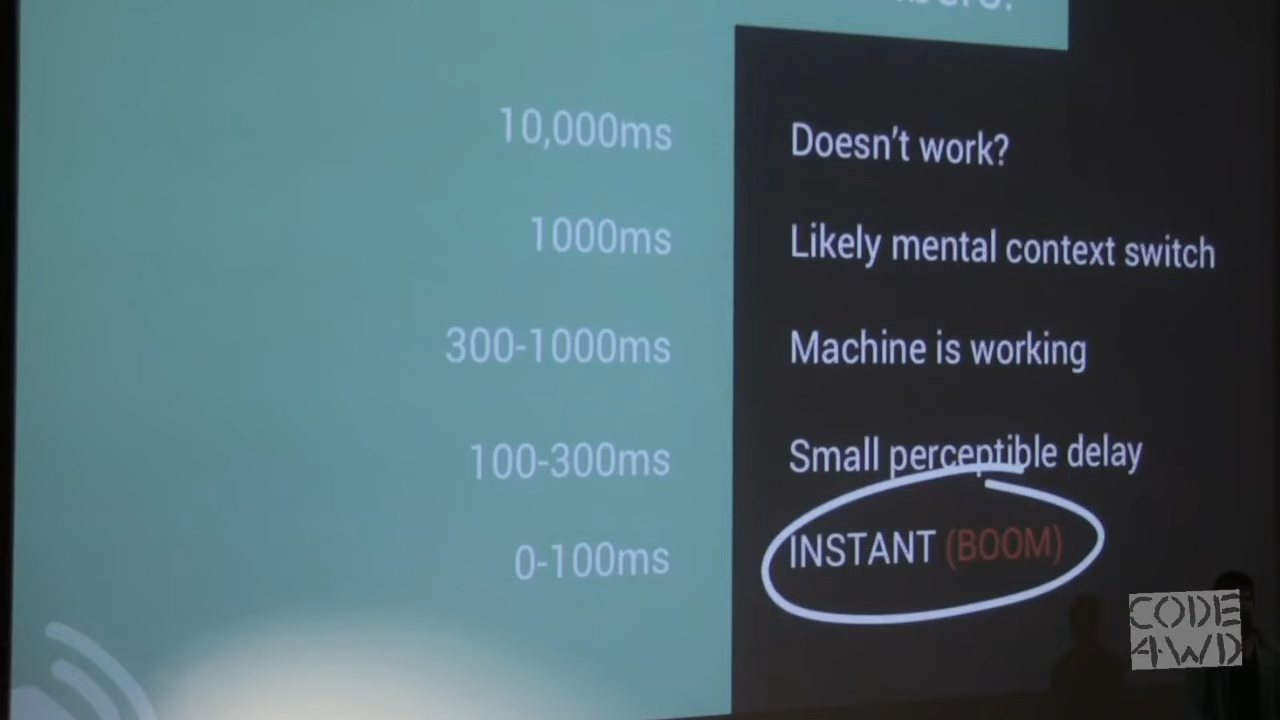 10,000ms Doesn't work?
1000ms Likely mental context switch
300-1000ms Machine is working
100-300ms Small perceptible delay
0-100ms INSTANT (BOOM)
CODE
4WD